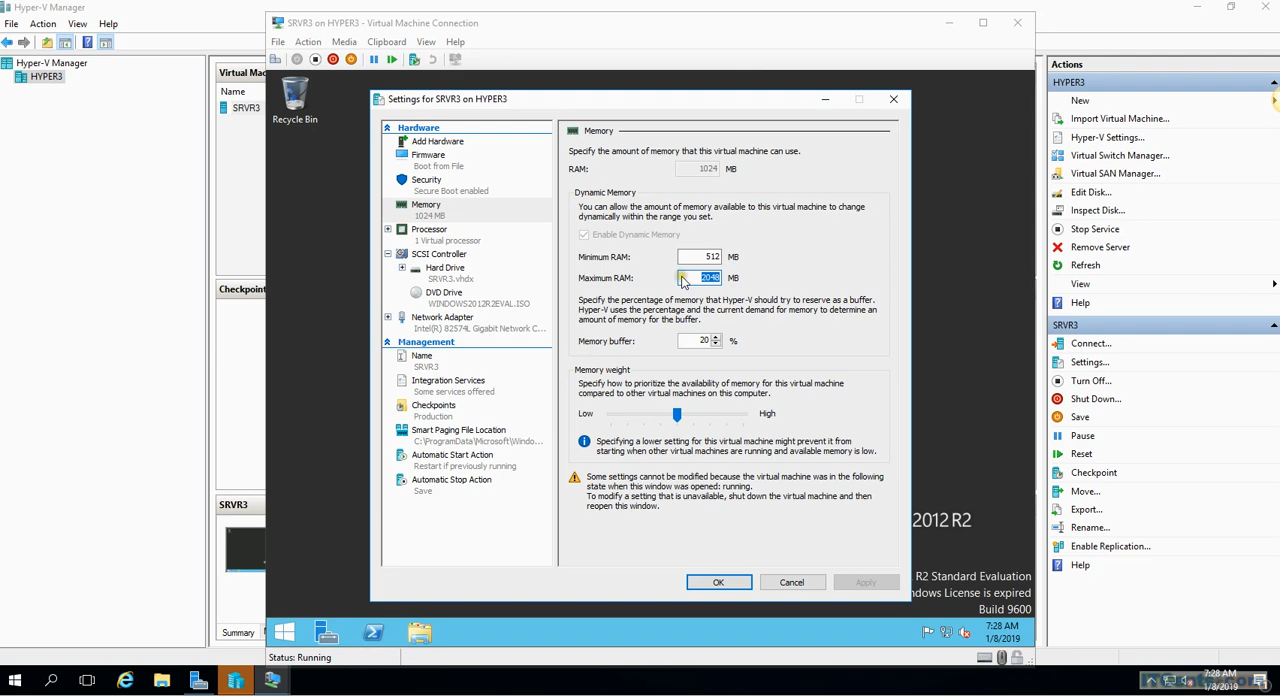 Hyper-V Manager
File Action View Help
Hyper-V Manager
HYPER3
Virtual Mac
Name
SRVR3
Checkpoints
SRVR3
Summary
SRVR3 on HYPER3 - Virtual Machine Connection
File Action Media Clipboard View Help
Recycle Bin
Settings for SRVR3 on HYPER3
Hardware
Add Hardware
Firmware
Boot from File
Security
Secure Boot enabled
Memory
1024 MB
Processor
1 Virtual processor
SCSI Controller
Hard Drive
SRVR3.vhdx
DVD Drive
WINDOWS2012R2EVAL.ISO
Network Adapter
Intel(R) 82574L Gigabit Network C...
Management
Name
SRVR3
Integration Services
Some services offered
Checkpoints
Production
Smart Paging File Location
C:\ProgramData\Microsoft\Windo...
Automatic Start Action
Restart if previously running
Automatic Stop Action
Save
Memory
Specify the amount of memory that this virtual machine can use.
RAM: 1024 MB
Dynamic Memory
You can allow the amount of memory available to this virtual machine to change
dynamically within the range you set.
Enable Dynamic Memory
Minimum RAM: 512 MB
Maximum RAM: 2048 MB
Specify the percentage of memory that Hyper-V should try to reserve as a buffer.
Hyper-V uses the percentage and the current demand for memory to determine an
amount of memory for the buffer.
Memory buffer: 20 %
Memory weight
Specify how to prioritize the availability of memory for this virtual machine
compared to other virtual machines on this computer.
Low High
Specifying a lower setting for this virtual machine might prevent it from
starting when other virtual machines are running and available memory is low.
Some settings cannot be modified because the virtual machine was in the following
state when this window was opened: running.
To modify a setting that is unavailable, shut down the virtual machine and then
reopen this window.
OK Cancel Apply
2012 R2
R2 Standard Evaluation
ndows License is expired
Build 9600
7:28 AM
1/8/2019
Status: Running
Actions
HYPER3
New
Import Virtual Machine...
Hyper-V Settings...
Virtual Switch Manager...
Virtual SAN Manager...
Edit Disk...
Inspect Disk...
Stop Service
Remove Server
Refresh
View
Help
SRVR3
Connect...
Settings...
Turn Off...
Shut Down...
Save
Pause
Reset
Checkpoint
Move...
Export...
Rename...
Enable Replication...
Help
7:28 AM
1/8/2019